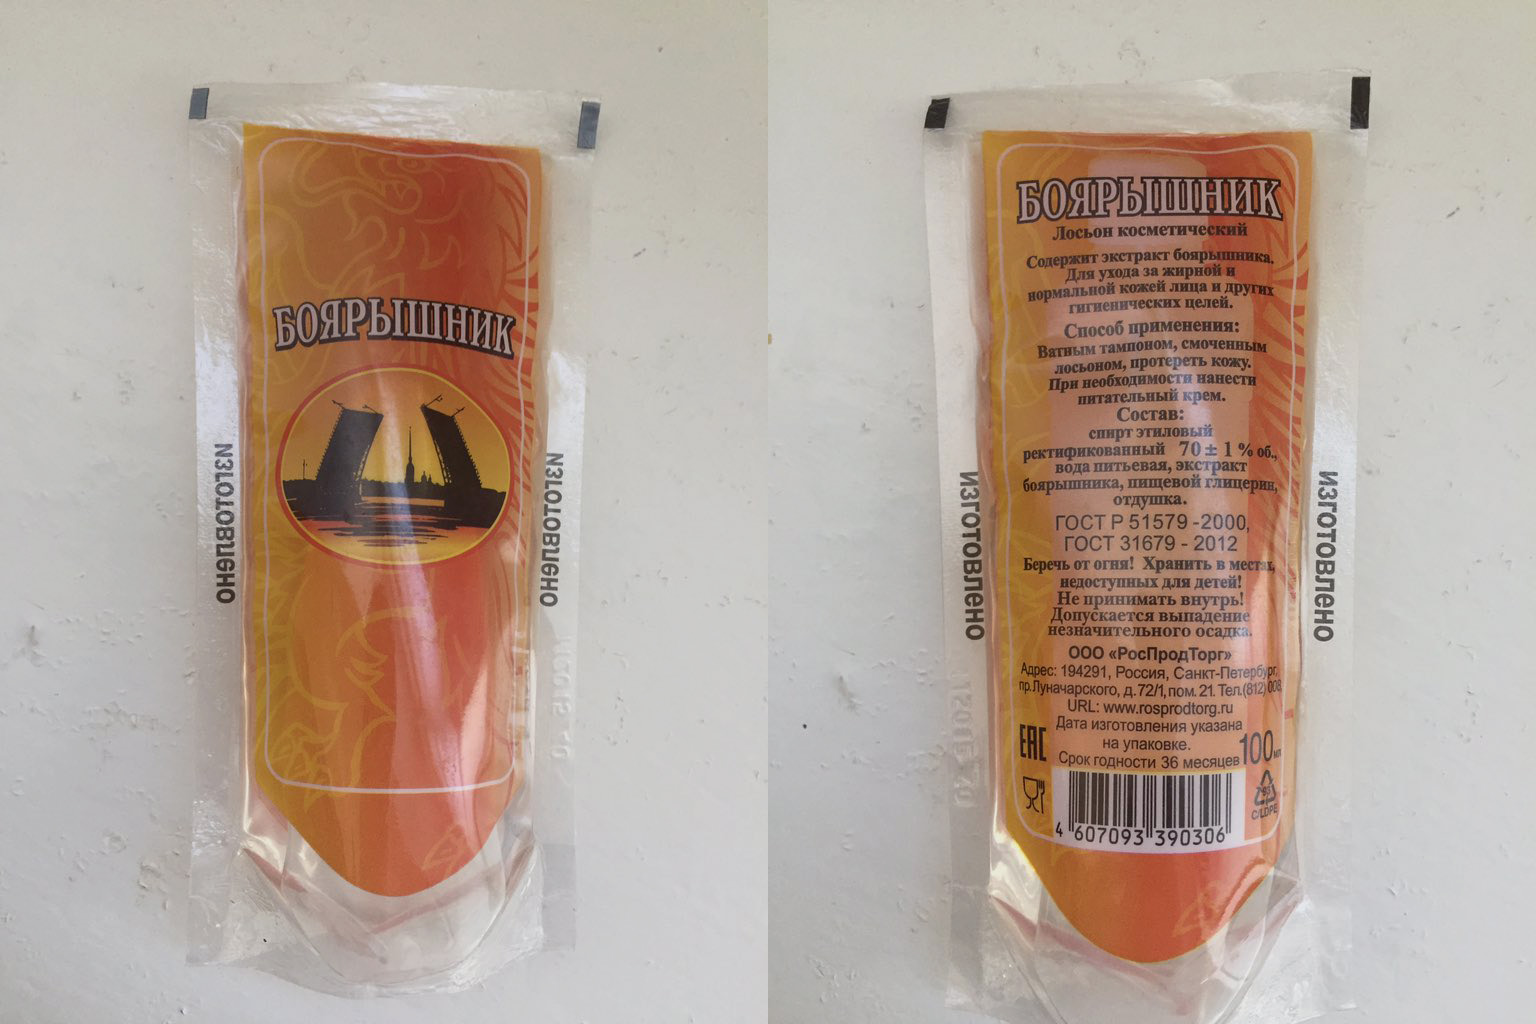 БОЯРЫШНИК
ИЗГОТОВЛЕНО
ИЗГОТОВЛЕНО
БОЯРЫШНИК
Лосьон косметический
Содержит экстракт боярышника.
Для ухода за жирной и
нормальной кожей лица и других
гигиенических целей.
Способ применения:
Ватным тампоном, смоченным
лосьоном, протереть кожу.
При необходимости нанести
питательный крем.
Состав:
спирт этиловый
ректификованный 70 ± 1 % об.,
вода питьевая, экстракт
боярышника, пищевой глицерин,
отдушка.
ГОСТ Р 51579 -2000,
ГОСТ 31679 - 2012
Беречь от огня! Хранить в местах,
недоступных для детей!
Не принимать внутрь!
Допускается выпадение
незначительного осадка.
ООО «РосПродТорг»
Адрес: 194291, Россия, Санкт-Петербург,
пр.Луначарского, д.72/1, пом. 21. Тел.(812) 008
URL: www.rosprodtorg.ru
Дата изготовления указана
на упаковке.
Срок годности 36 месяцев
EAC
100 мл
C/LDPE
4 607093 390306
ИЗГОТОВЛЕНО
ИЗГОТОВЛЕНО